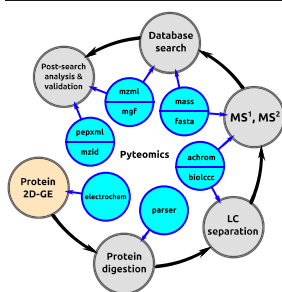 Database
search
Post-search
analysis &
validation
mzml
mgf
mass
fasta
MS¹, MS²
pepxml
mzid
Pyteomics
achrom
biolccc
Protein
2D-GE
electrochem
parser
LC
separation
Protein
digestion